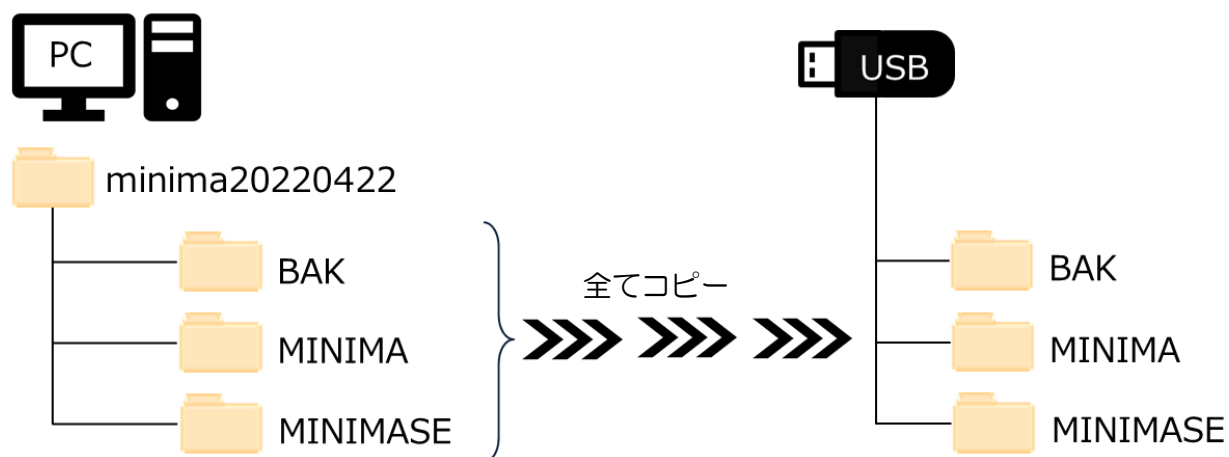 PC
USB
minima20220422
BAK
MINIMA
MINIMASE
全てコピー
BAK
MINIMA
MINIMASE